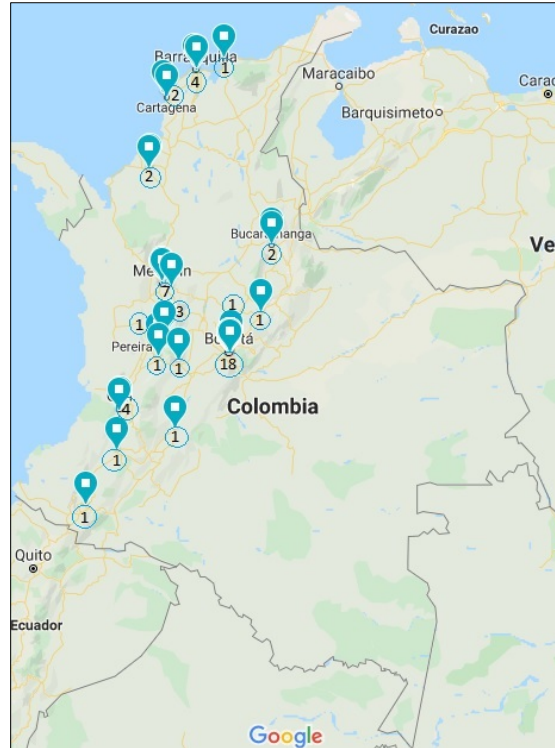 Curazao
Barranquilla
1
Maracaibo
4
Carac
2
Cartagena
Barquisimeto
2
Bucaramanga
Ve
2
Medellín
7
1
3
1
1
Bogotá
Pereira
1
1
18
Colombia
4
1
1
1
Quito
Ecuador
Google